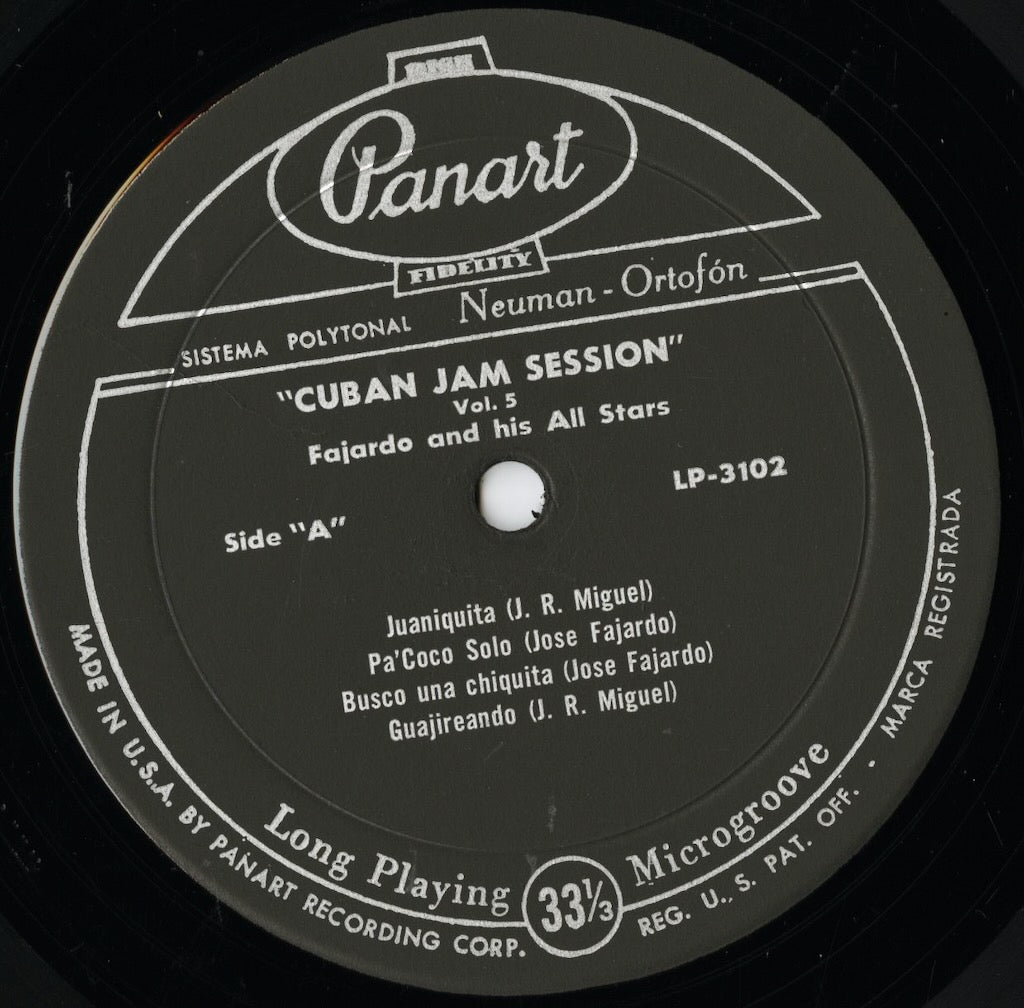 HIGH
Panart
FIDELITY
SISTEMA POLYTONAL Neuman - Ortofón
"CUBAN JAM SESSION"
Vol. 5
Fajardo and his All Stars
LP-3102
Side "A"
Juaniquita (J. R. Miguel)
Pa'Coco Solo (Jose Fajardo)
Busco una chiquita (Jose Fajardo)
Guajireando (J. R. Miguel)
Long Playing 33⅓ Microgroove
MADE IN U.S.A. BY PANART RECORDING CORP. REG. U.S. PAT. OFF. - MARCA REGISTRADA